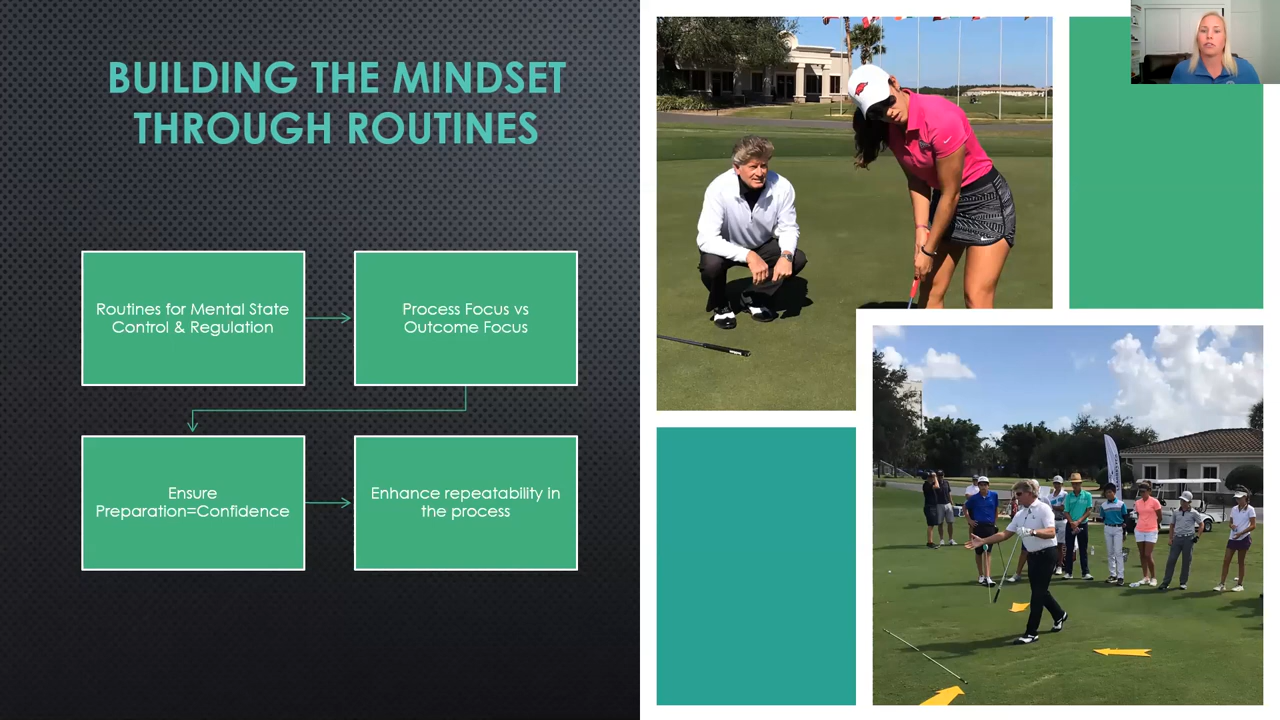 BUILDING THE MINDSET
THROUGH ROUTINES
Routines for Mental State
Control & Regulation
Process Focus vs
Outcome Focus
Ensure
Preparation=Confidence
Enhance repeatability in
the process